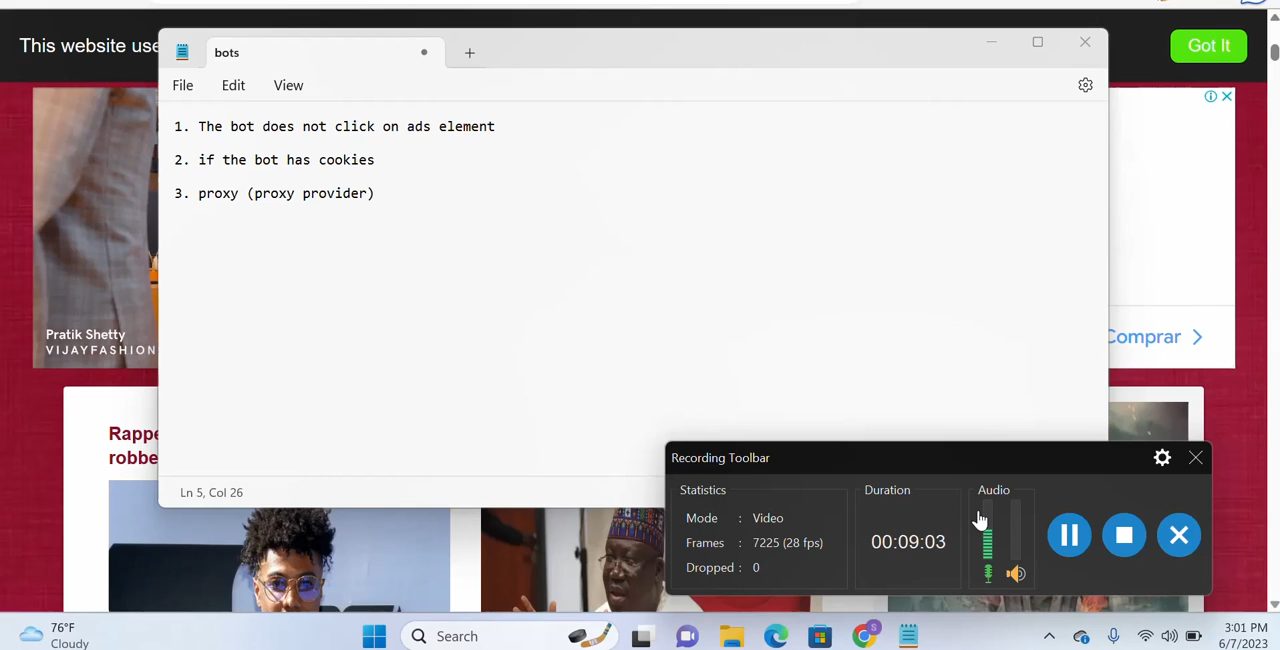 This website use
Got It
bots
File Edit View
1. The bot does not click on ads element
2. if the bot has cookies
3. proxy (proxy provider)
Pratik Shetty
VIJAYFASHION
Comprar
Rappe
robbe
Ln 5, Col 26
Recording Toolbar
Statistics
Mode : Video
Frames : 7225 (28 fps)
Dropped : 0
Duration
00:09:03
Audio
76°F
Cloudy
Search
S
3:01 PM
6/7/2023